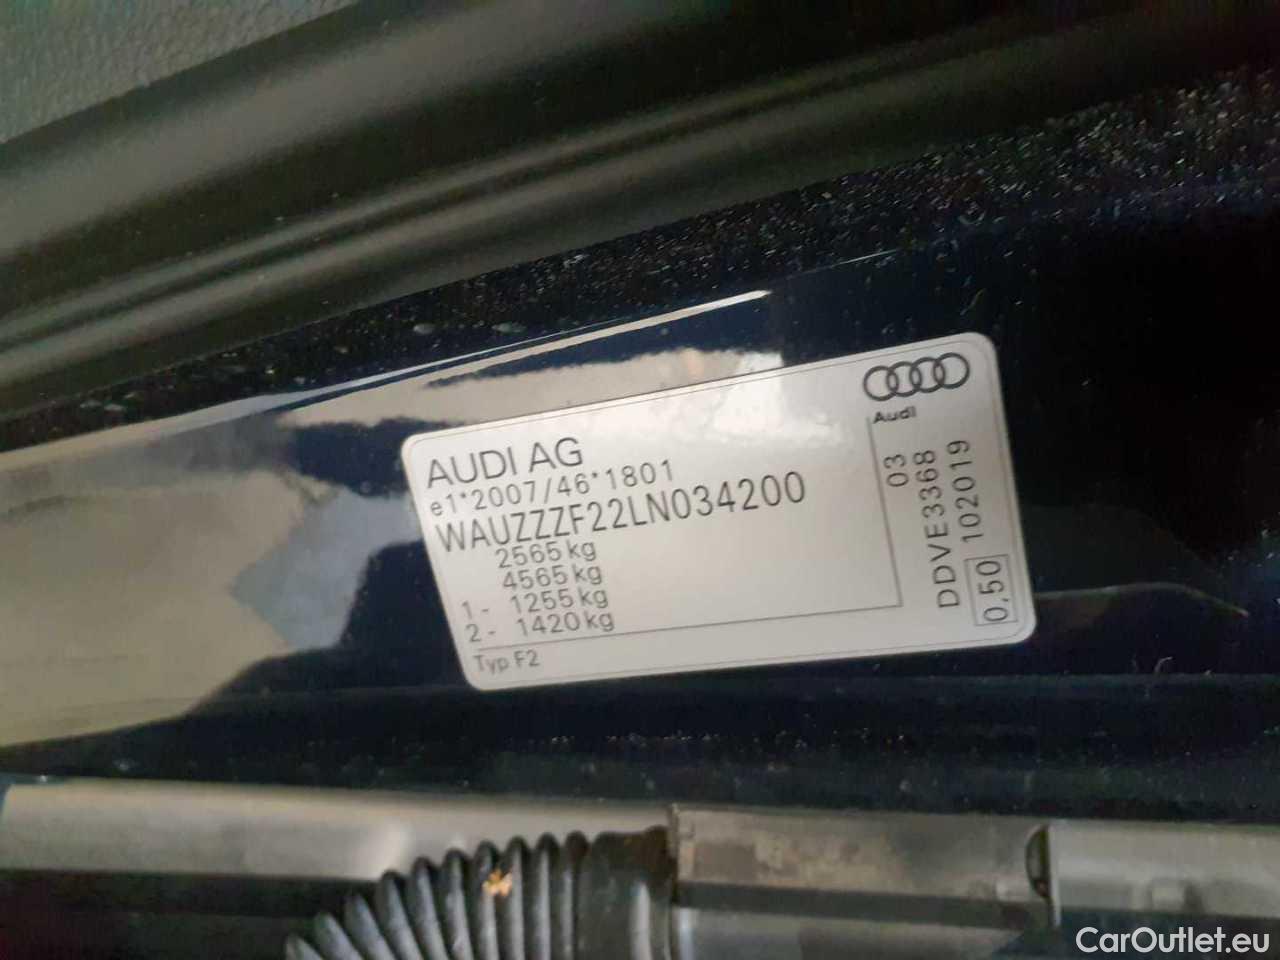 AUDI AG
e1*2007/46*1801
WAUZZZF22LN034200
2565 kg
4565 kg
1 - 1255 kg
2 - 1420 kg
Typ F2
Audi
03
DDVE3368
102019
0,50
CarOutlet.eu